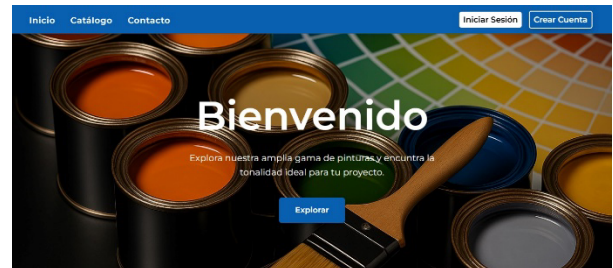 Inicio Catálogo Contacto Iniciar Sesión Crear Cuenta
Bienvenido
Explora nuestra amplia gama de pinturas y encuntra la
tonalidad ideal para tu proyecto.
Explorar